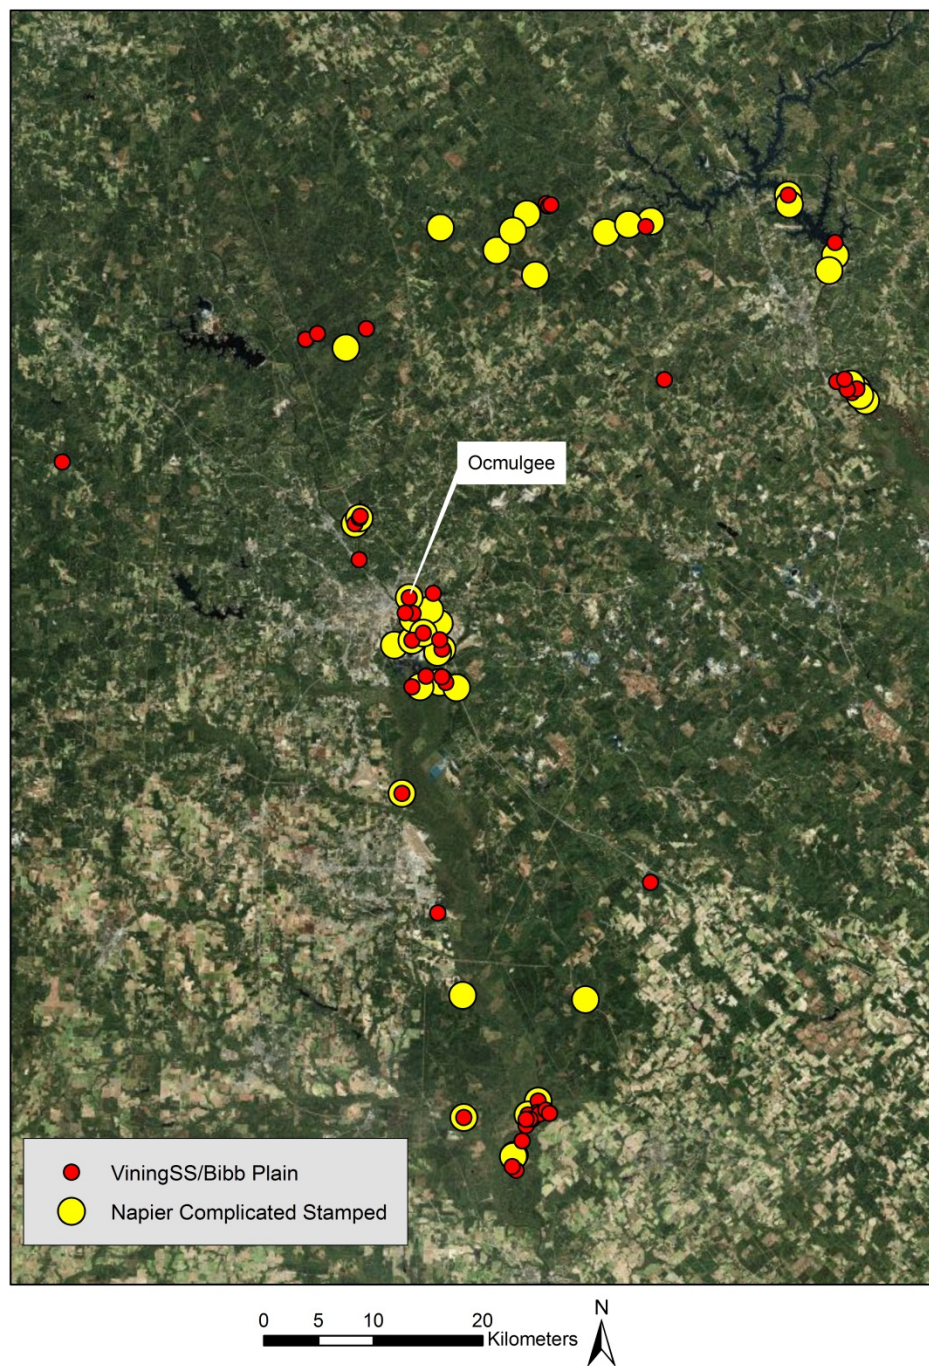 Ocmulgee
ViningSS/Bibb Plain
Napier Complicated Stamped
0 5 10 20
Kilometers
N